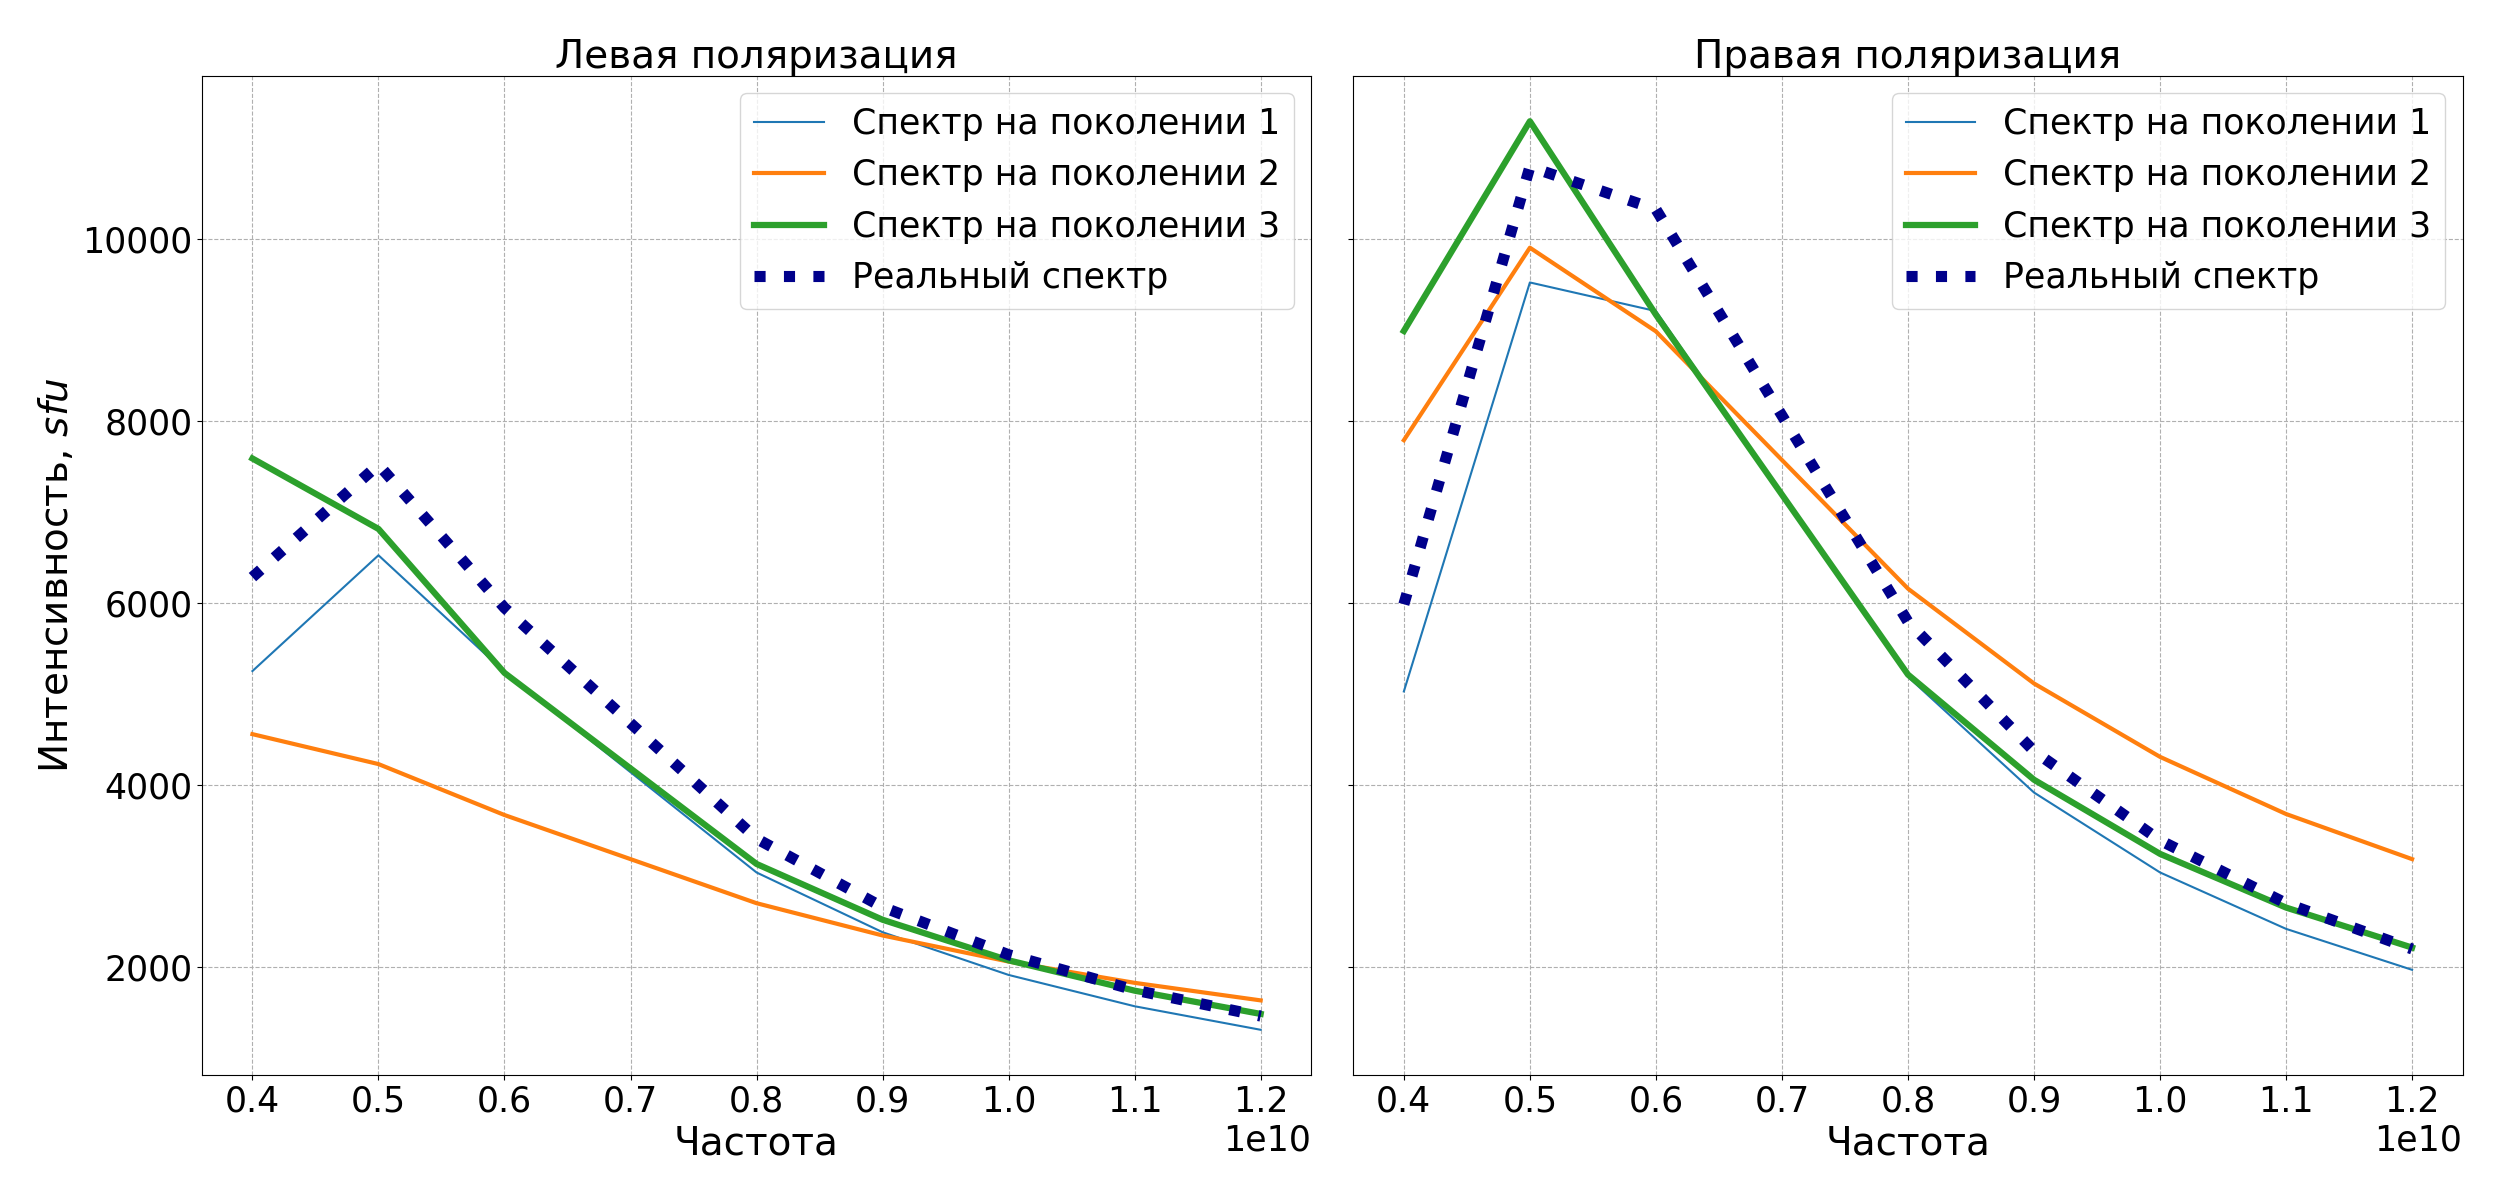 Левая поляризация
Спектр на поколении 1
Спектр на поколении 2
Спектр на поколении 3
Реальный спектр
Интенсивность, sfu
10000
8000
6000
4000
2000
0.4 0.5 0.6 0.7 0.8 0.9 1.0 1.1 1.2
Частота
1e10
Правая поляризация
Спектр на поколении 1
Спектр на поколении 2
Спектр на поколении 3
Реальный спектр
0.4 0.5 0.6 0.7 0.8 0.9 1.0 1.1 1.2
Частота
1e10